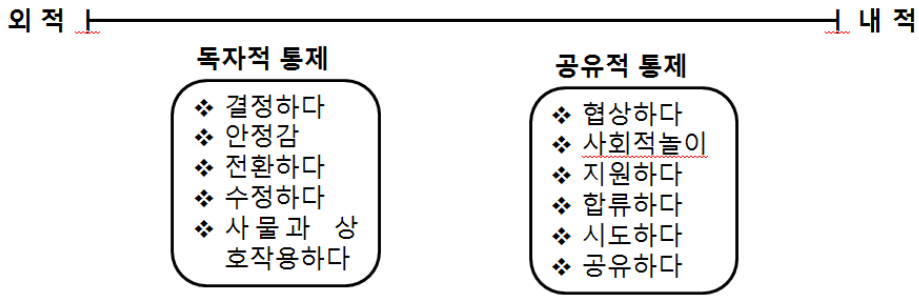 외 적 내 적
독자적 통제
❖ 결정하다
❖ 안정감
❖ 전환하다
❖ 수정하다
❖ 사물과 상
호작용하다
공유적 통제
❖ 협상하다
❖ 사회적놀이
❖ 지원하다
❖ 합류하다
❖ 시도하다
❖ 공유하다